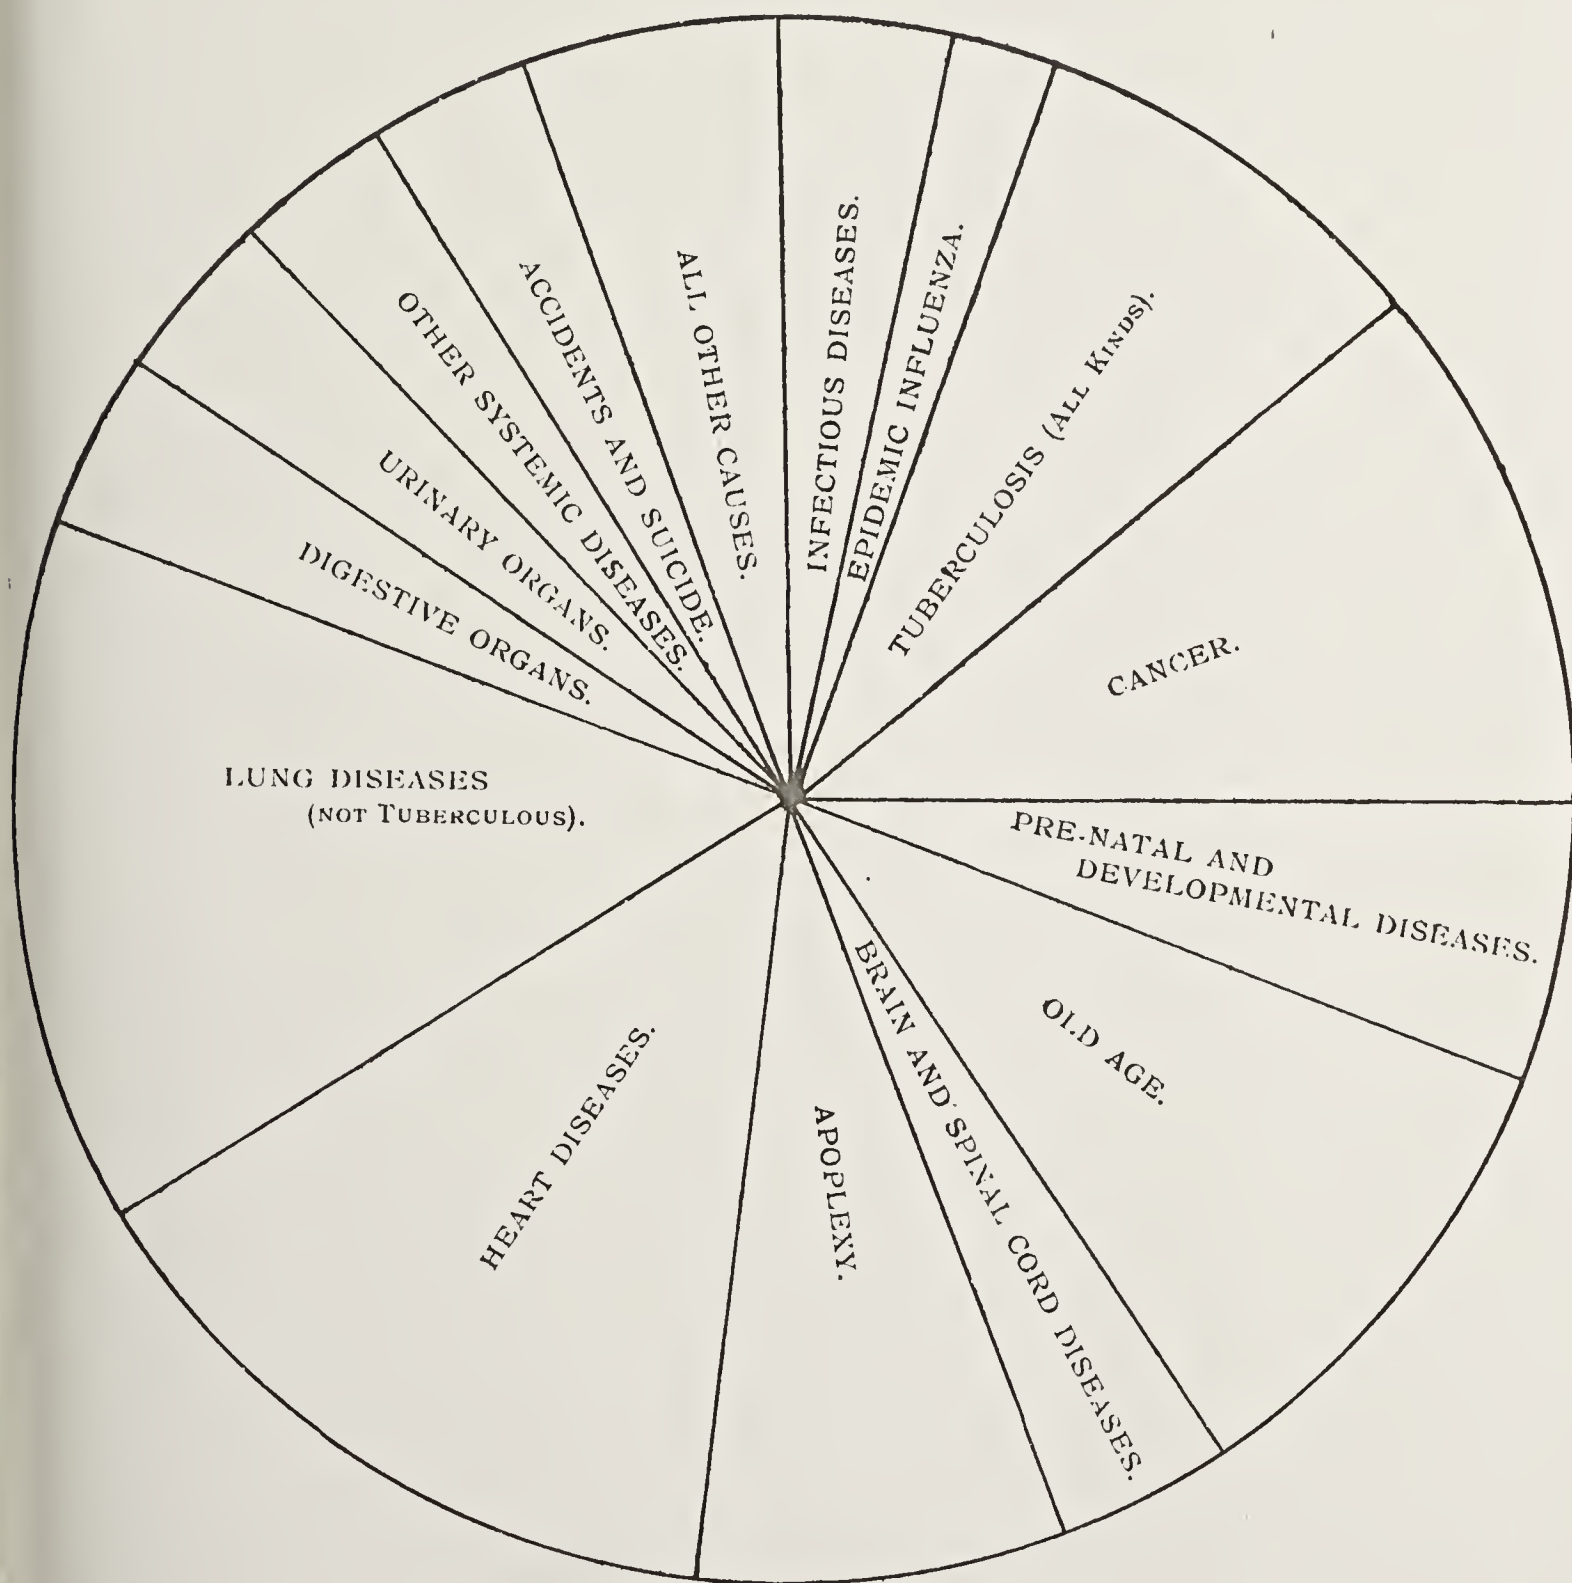 INFECTIOUS DISEASES.
EPIDEMIC INFLUENZA.
TUBERCULOSIS (ALL KINDS).
CANCER.
PRE-NATAL AND
DEVELOPMENTAL DISEASES.
OLD AGE.
BRAIN AND SPINAL CORD DISEASES.
APOPLEXY.
HEART DISEASES.
LUNG DISEASES
(NOT TUBERCULOUS).
DIGESTIVE ORGANS.
URINARY ORGANS.
OTHER SYSTEMIC DISEASES.
ACCIDENTS AND SUICIDE.
ALL OTHER CAUSES.